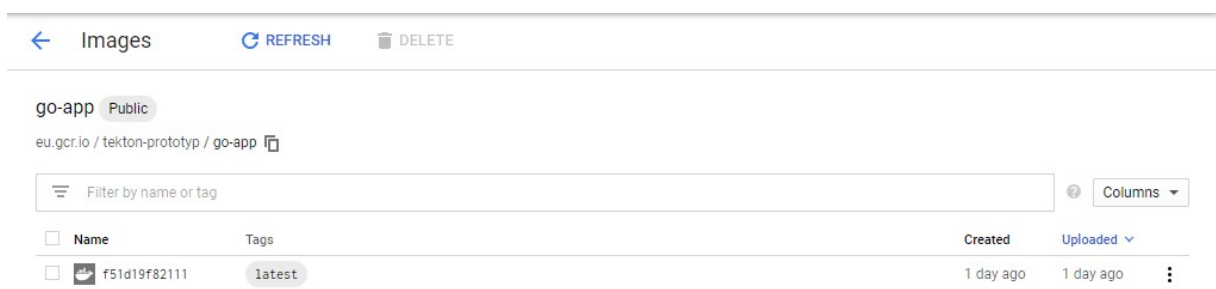 Images REFRESH DELETE
go-app Public
eu.gcr.io / tekton-prototyp / go-app
Filter by name or tag Columns
Name Tags Created Uploaded
f51d19f82111 latest 1 day ago 1 day ago